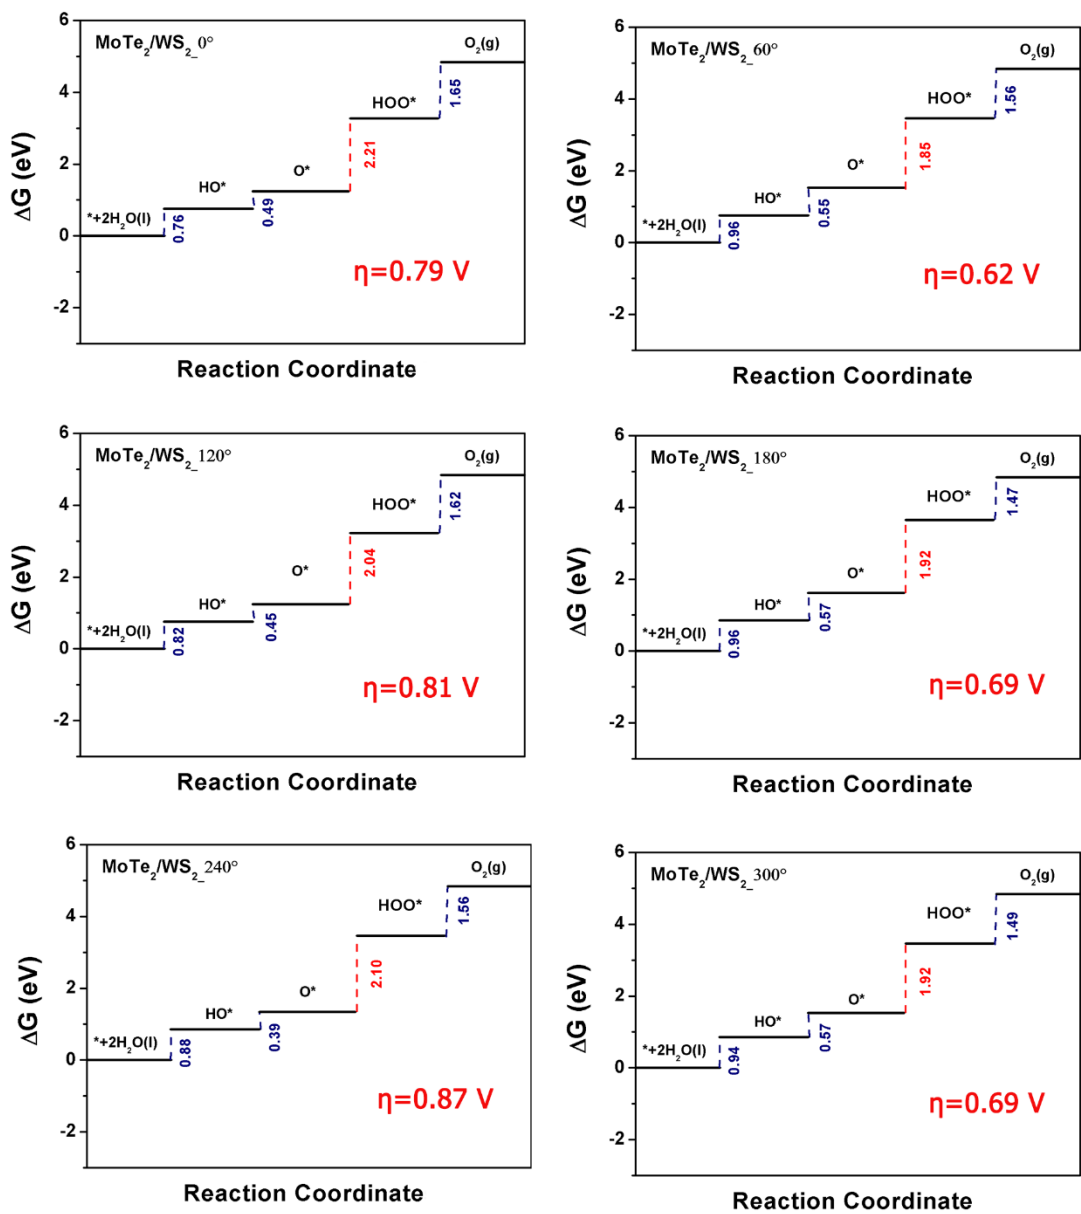 MoTe₂/WS₂_0°
O₂(g)
HOO*
O*
HO*
*+2H₂O(l)
0.76
0.49
2.21
1.65
η=0.79 V
6
4
2
0
-2
ΔG (eV)
Reaction Coordinate
MoTe₂/WS₂_60°
O₂(g)
HOO*
O*
HO*
*+2H₂O(l)
0.96
0.55
1.85
1.56
η=0.62 V
6
4
2
0
-2
ΔG (eV)
Reaction Coordinate
MoTe₂/WS₂_120°
O₂(g)
HOO*
O*
HO*
*+2H₂O(l)
0.82
0.45
2.04
1.62
η=0.81 V
6
4
2
0
-2
ΔG (eV)
Reaction Coordinate
MoTe₂/WS₂_180°
O₂(g)
HOO*
O*
HO*
*+2H₂O(l)
0.96
0.57
1.92
1.47
η=0.69 V
6
4
2
0
-2
ΔG (eV)
Reaction Coordinate
MoTe₂/WS₂_240°
O₂(g)
HOO*
O*
HO*
*+2H₂O(l)
0.88
0.39
2.10
1.56
η=0.87 V
6
4
2
0
-2
ΔG (eV)
Reaction Coordinate
MoTe₂/WS₂_300°
O₂(g)
HOO*
O*
HO*
*+2H₂O(l)
0.94
0.57
1.92
1.49
η=0.69 V
6
4
2
0
-2
ΔG (eV)
Reaction Coordinate